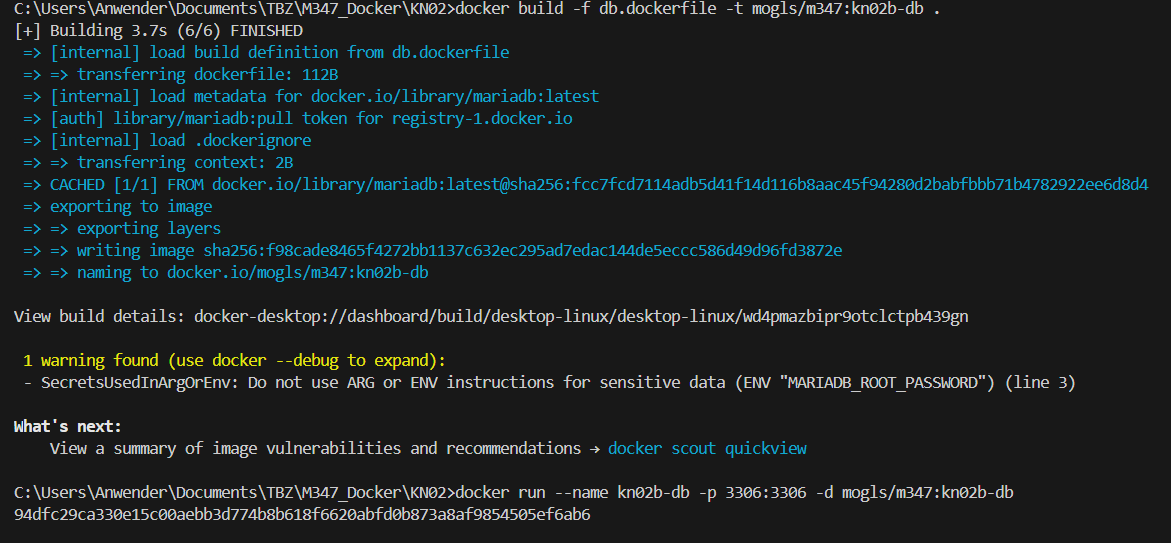 C:\Users\Anwender\Documents\TBZ\M347_Docker\KN02>docker build -f db.dockerfile -t mogls/m347:kn02b-db .
[+] Building 3.7s (6/6) FINISHED
=> [internal] load build definition from db.dockerfile
=> => transferring dockerfile: 112B
=> [internal] load metadata for docker.io/library/mariadb:latest
=> [auth] library/mariadb:pull token for registry-1.docker.io
=> [internal] load .dockerignore
=> => transferring context: 2B
=> CACHED [1/1] FROM docker.io/library/mariadb:latest@sha256:fcc7fcd7114adb5d41f14d116b8aac45f94280d2babfbbb71b4782922ee6d8d4
=> exporting to image
=> => exporting layers
=> => writing image sha256:f98cade8465f4272bb1137c632ec295ad7edac144de5eccc586d49d96fd3872e
=> => naming to docker.io/mogls/m347:kn02b-db
View build details: docker-desktop://dashboard/build/desktop-linux/desktop-linux/wd4pmazbipr9otclctpb439gn
1 warning found (use docker --debug to expand):
- SecretsUsedInArgOrEnv: Do not use ARG or ENV instructions for sensitive data (ENV "MARIADB_ROOT_PASSWORD") (line 3)
What's next:
View a summary of image vulnerabilities and recommendations → docker scout quickview
C:\Users\Anwender\Documents\TBZ\M347_Docker\KN02>docker run --name kn02b-db -p 3306:3306 -d mogls/m347:kn02b-db
94dfc29ca330e15c00aebb3d774b8b618f6620abfd0b873a8af9854505ef6ab6